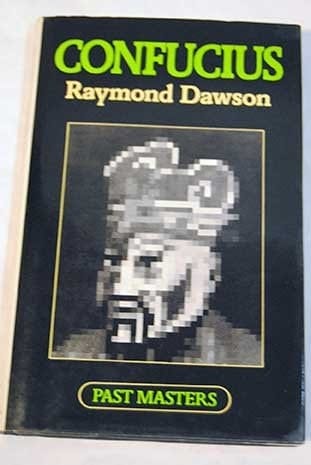 CONFUCIUS
Raymond Dawson
PAST MASTERS